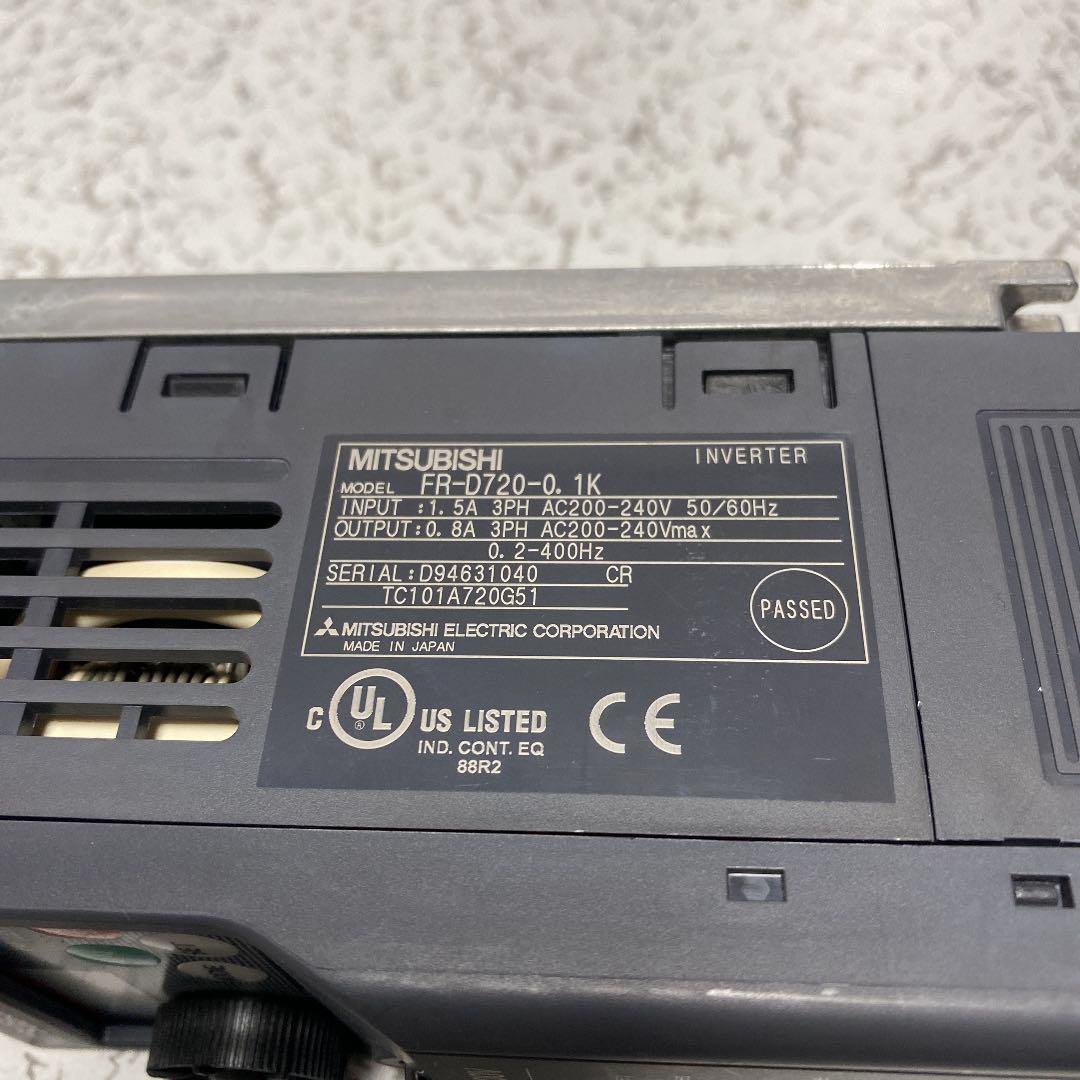 MITSUBISHI INVERTER
MODEL FR-D720-0.1K
INPUT :1.5A 3PH AC200-240V 50/60Hz
OUTPUT:0.8A 3PH AC200-240Vmax
0.2-400Hz
SERIAL:D94631040 CR
TC101A720G51
PASSED
MITSUBISHI ELECTRIC CORPORATION
MADE IN JAPAN
C UL ® US LISTED
IND. CONT. EQ
88R2
CE